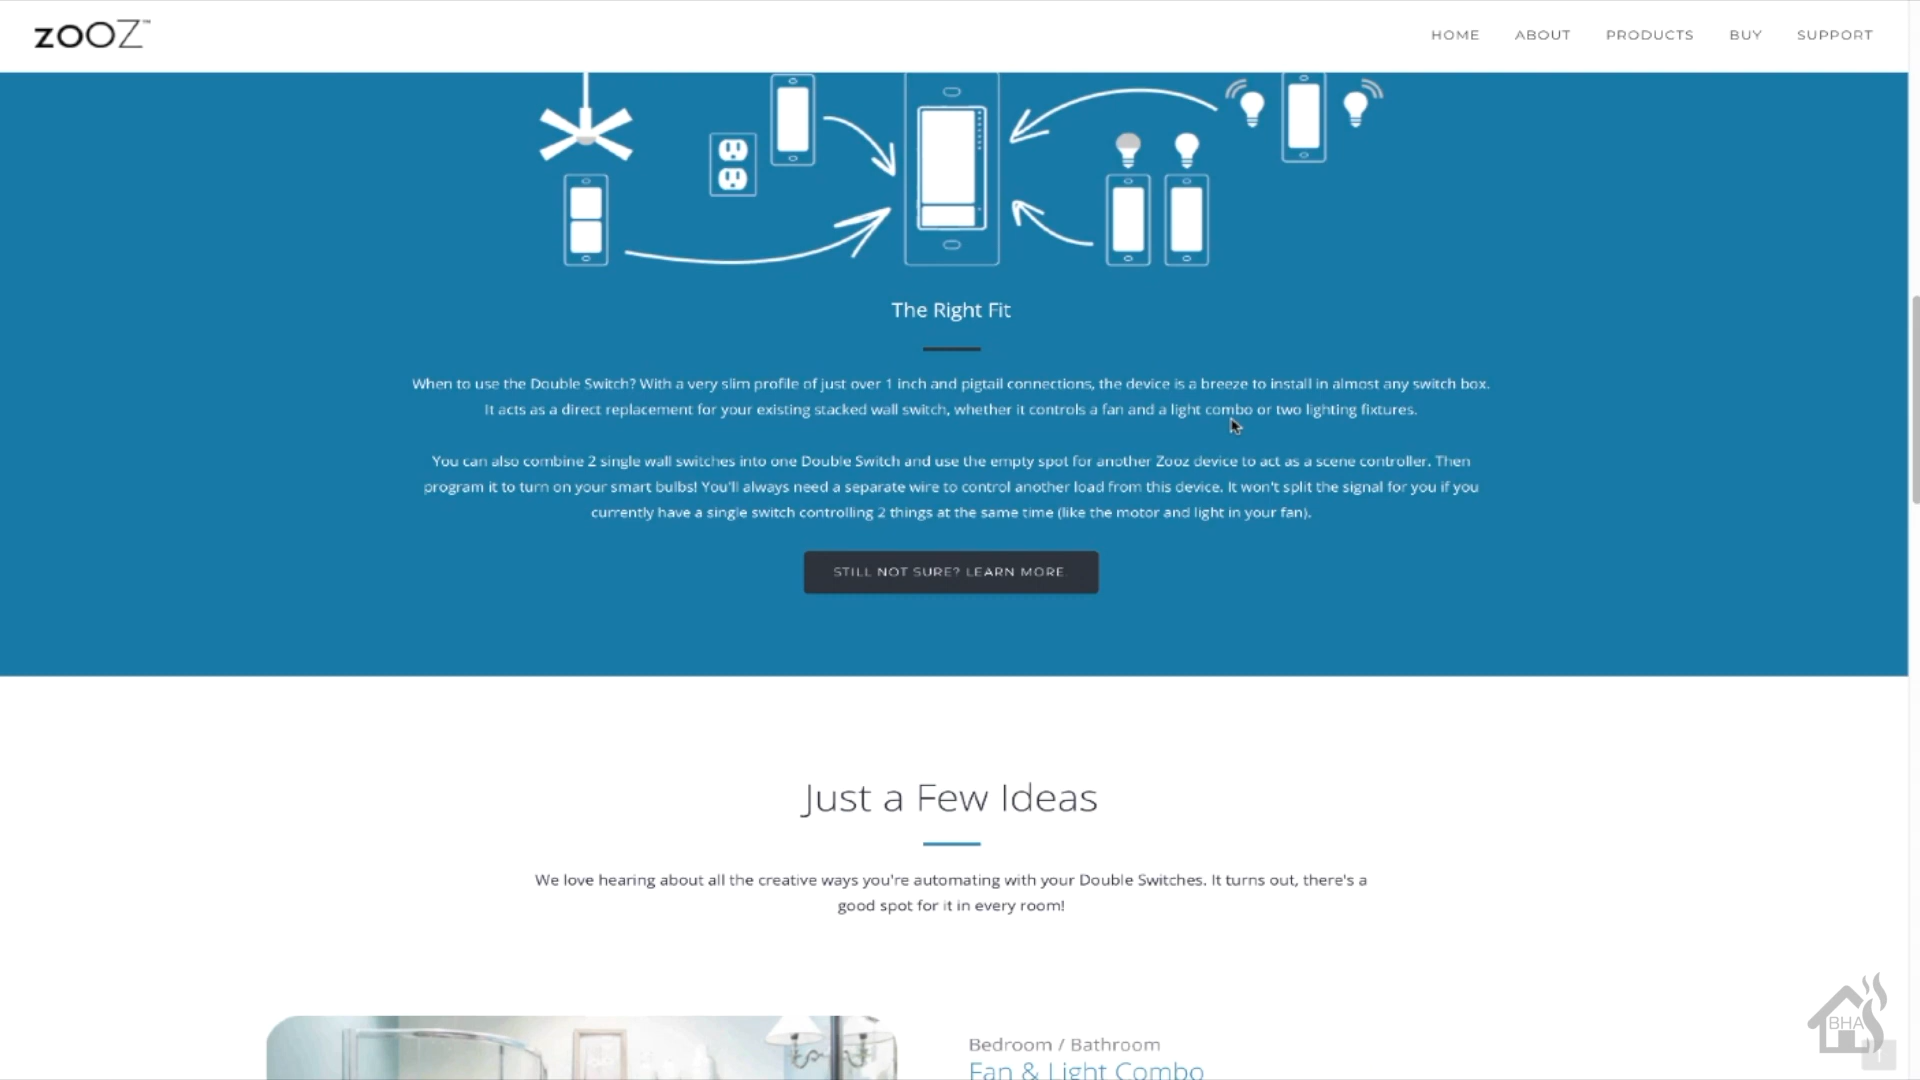 zooz™
HOME ABOUT PRODUCTS BUY SUPPORT
The Right Fit
When to use the Double Switch? With a very slim profile of just over 1 inch and pigtail connections, the device is a breeze to install in almost any switch box.
It acts as a direct replacement for your existing stacked wall switch, whether it controls a fan and a light combo or two lighting fixtures.
You can also combine 2 single wall switches into one Double Switch and use the empty spot for another Zooz device to act as a scene controller. Then
program it to turn on your smart bulbs! You'll always need a separate wire to control another load from this device. It won't split the signal for you if you
currently have a single switch controlling 2 things at the same time (like the motor and light in your fan).
STILL NOT SURE? LEARN MORE
Just a Few Ideas
We love hearing about all the creative ways you're automating with your Double Switches. It turns out, there's a
good spot for it in every room!
Bedroom / Bathroom
Fan & Light Combo
BHA